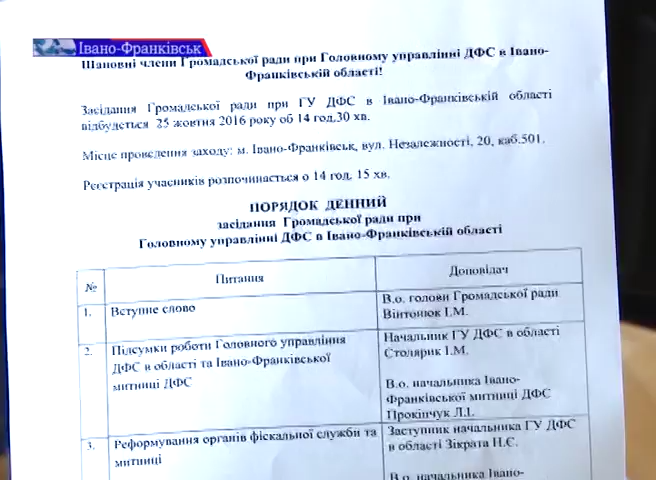 Івано-Франківськ
Шановні члени Громадської ради при Головному управлінні ДФС в Івано-
Франківській області!
Засідання Громадської ради при ГУ ДФС в Івано-Франківській області
відбудеться 25 жовтня 2016 року об 14 год.30 хв.
Місце проведення заходу: м. Івано-Франківськ, вул. Незалежності, 20, каб.501.
Реєстрація учасників розпочинається о 14 год. 15 хв.
ПОРЯДОК ДЕННИЙ
засідання Громадської ради при
Головному управлінні ДФС в Івано-Франківській області
№ Питання Доповідач
1. Вступне слово В.о. голови Громадської ради
Вінтонюк І.М.
2. Підсумки роботи Головного управління
ДФС в області та Івано-Франківської
митниці ДФС
Начальник ГУ ДФС в області
Столярик І.М.
В.о. начальника Івано-
Франківської митниці ДФС
Прокіпчук Л.І.
3. Реформування органів фіскальної служби та
митниці
Заступник начальника ГУ ДФС
в області Зікрата Н.Є.
В.о. начальника Івано-